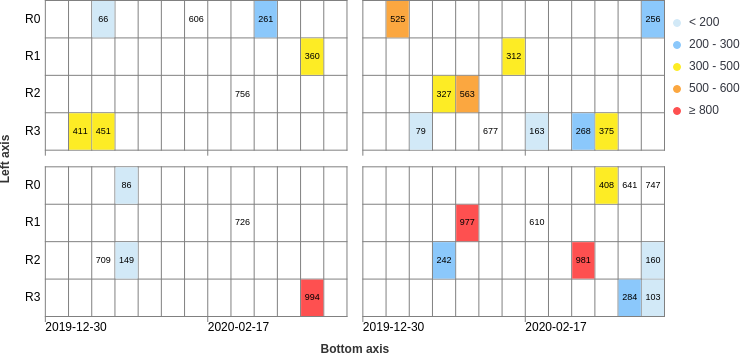 R0 66 606 261 525 256 < 200
R1 360 312 200 - 300
300 - 500
R2 756 327 563 500 - 600
≥ 800
R3 411 451 79 677 163 268 375
Left axis
R0 86 408 641 747
R1 726 977 610
R2 709 149 242 981 160
R3 994 284 103
2019-12-30 2020-02-17 2019-12-30 2020-02-17
Bottom axis